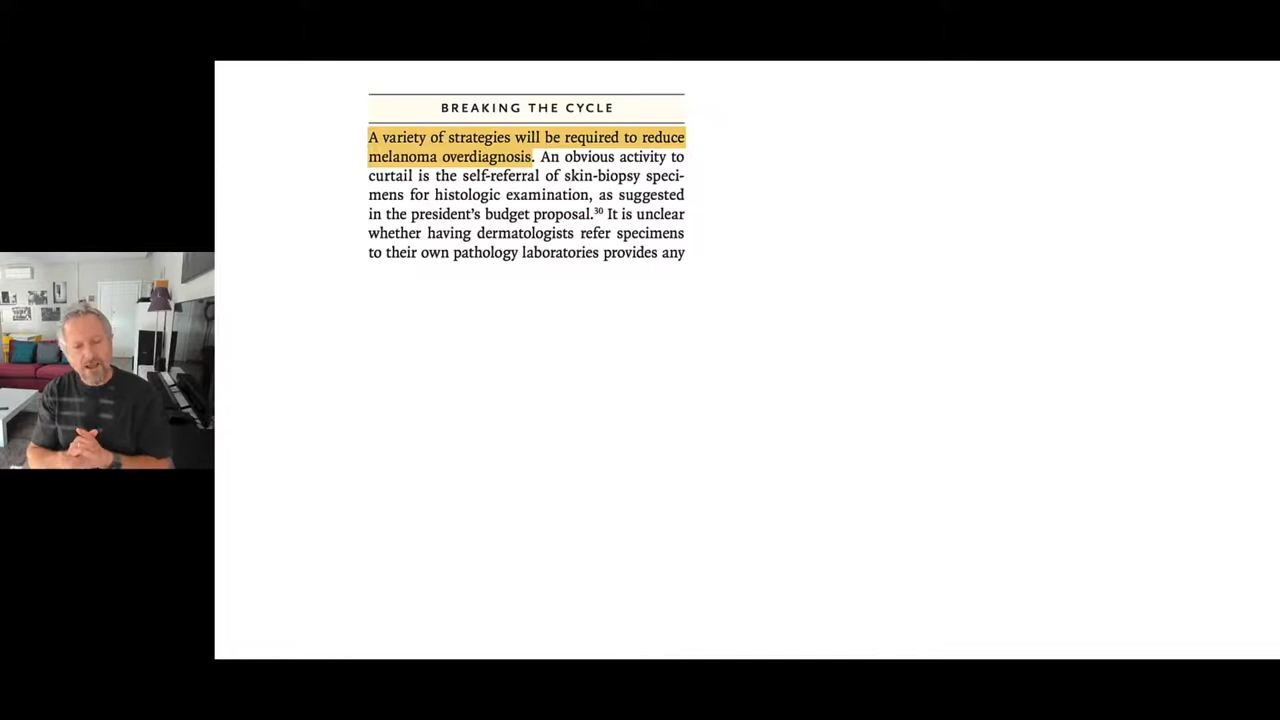 BREAKING THE CYCLE
A variety of strategies will be required to reduce
melanoma overdiagnosis. An obvious activity to
curtail is the self-referral of skin-biopsy speci-
mens for histologic examination, as suggested
in the president's budget proposal.30 It is unclear
whether having dermatologists refer specimens
to their own pathology laboratories provides any